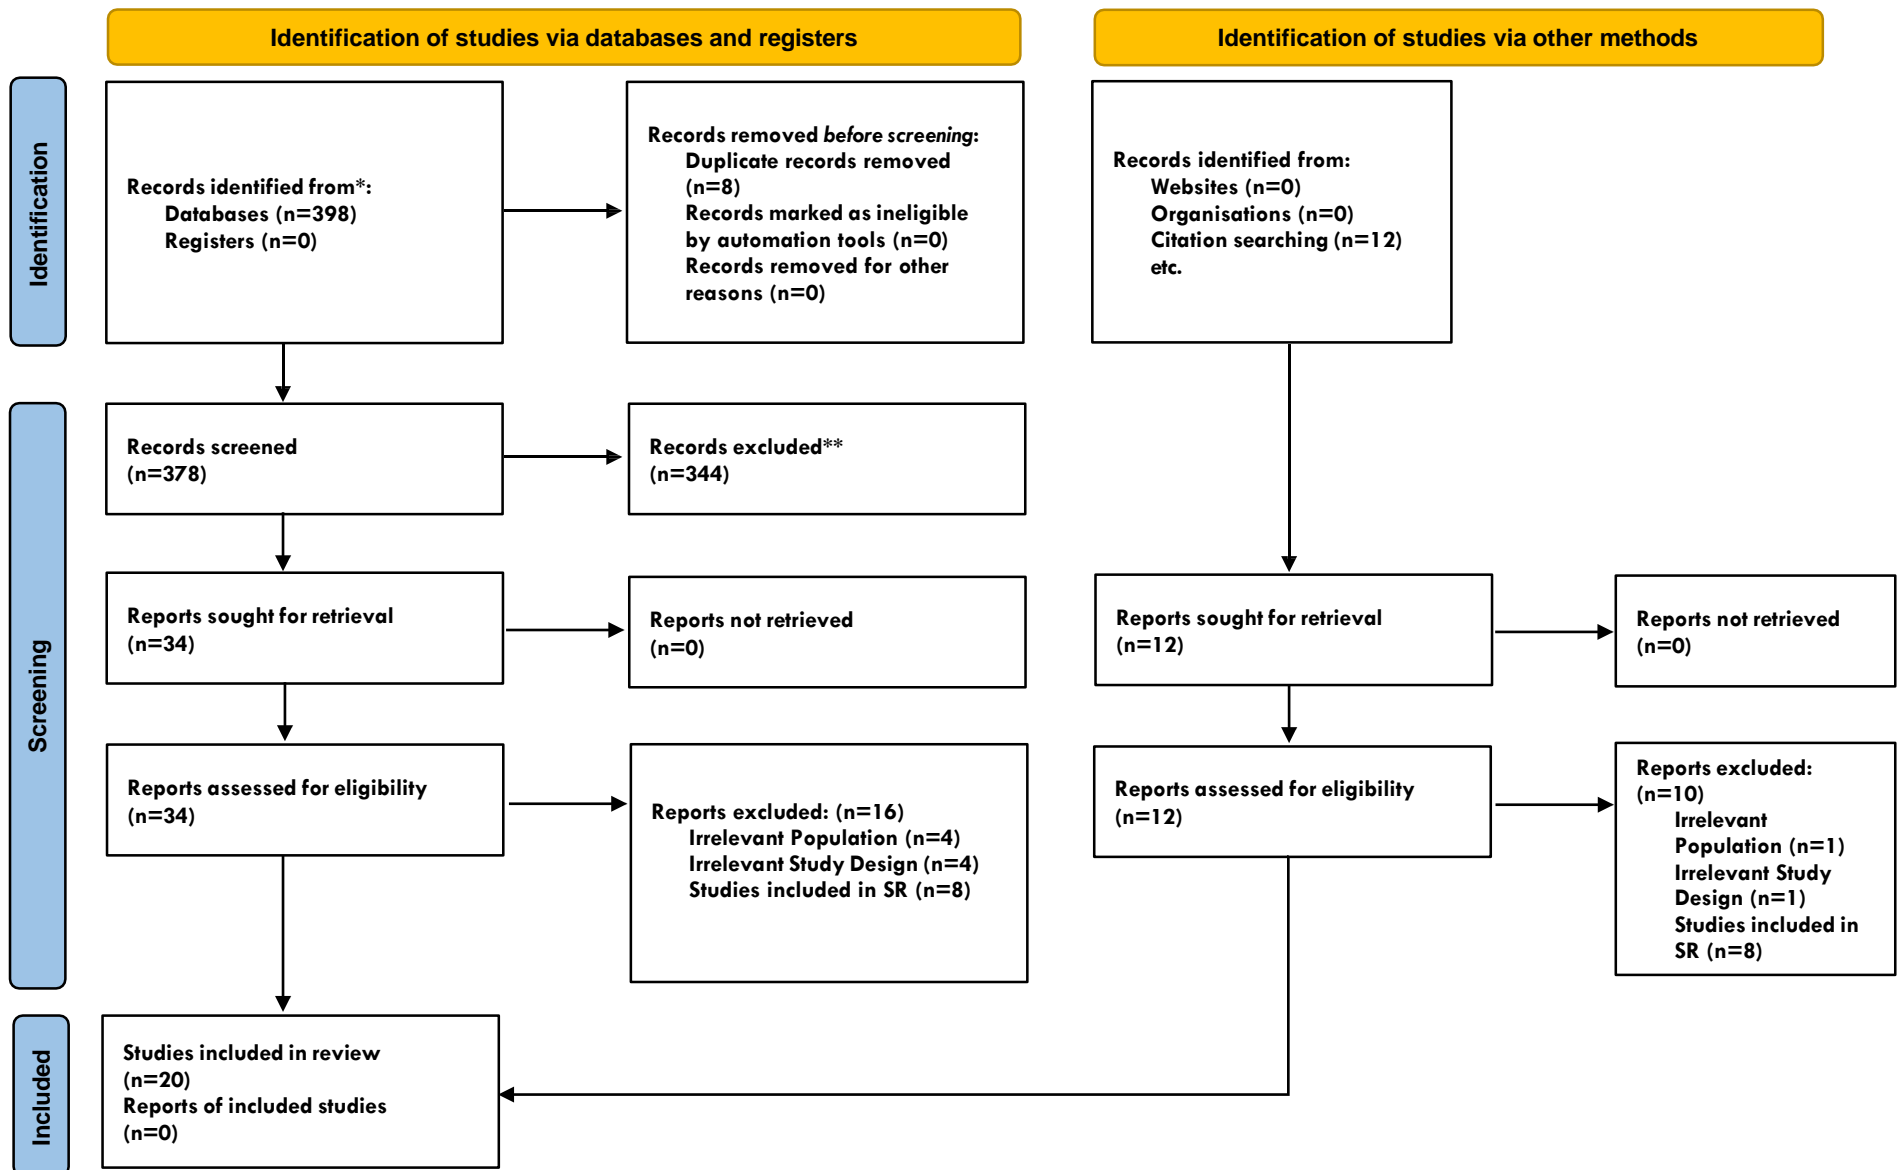 Identification of studies via databases and registers
Identification of studies via other methods
Identification
Records identified from*:
Databases (n=398)
Registers (n=0)
Records removed before screening:
Duplicate records removed
(n=8)
Records marked as ineligible
by automation tools (n=0)
Records removed for other
reasons (n=0)
Records identified from:
Websites (n=0)
Organisations (n=0)
Citation searching (n=12)
etc.
Screening
Records screened
(n=378)
Records excluded**
(n=344)
Reports sought for retrieval
(n=34)
Reports not retrieved
(n=0)
Reports sought for retrieval
(n=12)
Reports not retrieved
(n=0)
Reports assessed for eligibility
(n=34)
Reports excluded: (n=16)
Irrelevant Population (n=4)
Irrelevant Study Design (n=4)
Studies included in SR (n=8)
Reports assessed for eligibility
(n=12)
Reports excluded:
(n=10)
Irrelevant
Population (n=1)
Irrelevant Study
Design (n=1)
Studies included in
SR (n=8)
Included
Studies included in review
(n=20)
Reports of included studies
(n=0)